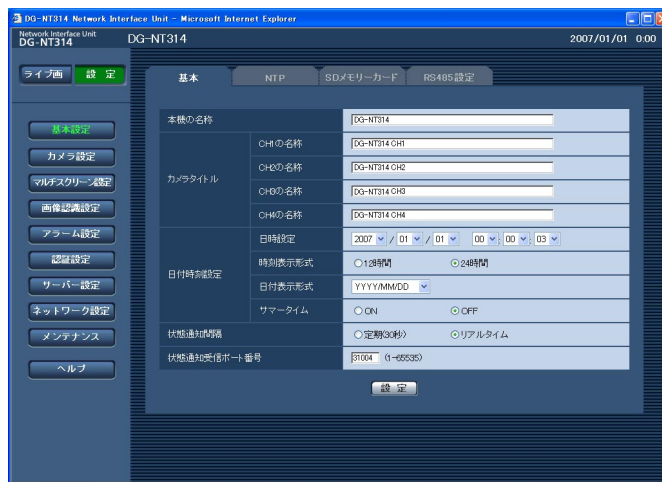 DG-NT314 Network Interface Unit - Microsoft Internet Explorer
Network Interface Unit
DG-NT314
DG-NT314
2007/01/01 0:00
ライブ画 設 定
基本 NTP SDメモリーカード RS485設定
基本設定
カメラ設定
マルチスクリーン設定
画像認識設定
アラーム設定
認証設定
サーバー設定
ネットワーク設定
メンテナンス
ヘルプ
本機の名称 DG-NT314
カメラタイトル
CH1の名称 DG-NT314 CH1
CH2の名称 DG-NT314 CH2
CH3の名称 DG-NT314 CH3
CH4の名称 DG-NT314 CH4
日付時刻設定
日時設定 2007 / 01 / 01 00 : 00 : 03
時刻表示形式 12時間 24時間
日付表示形式 YYYY/MM/DD
サマータイム ON OFF
状態通知間隔 定期(30秒) リアルタイム
状態通知受信ポート番号 31004 (1-65535)
設 定